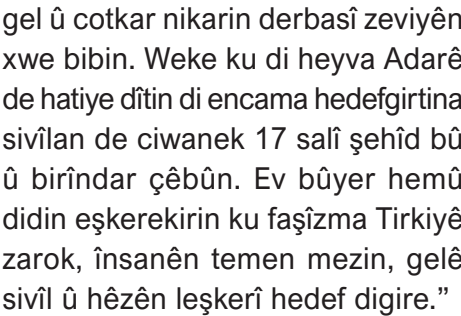 gel û cotkar nikarin derbasî zeviyên
xwe bibin. Weke ku di heyva Adarê
de hatiye dîtin di encama hedefgirtina
sivîlan de ciwanek 17 salî şehîd bû
û birîndar çêbûn. Ev bûyer hemû
didin eşkerekirin ku faşîzma Tirkiyê
zarok, însanên temen mezin, gelê
sivîl û hêzên leşkerî hedef digire.”